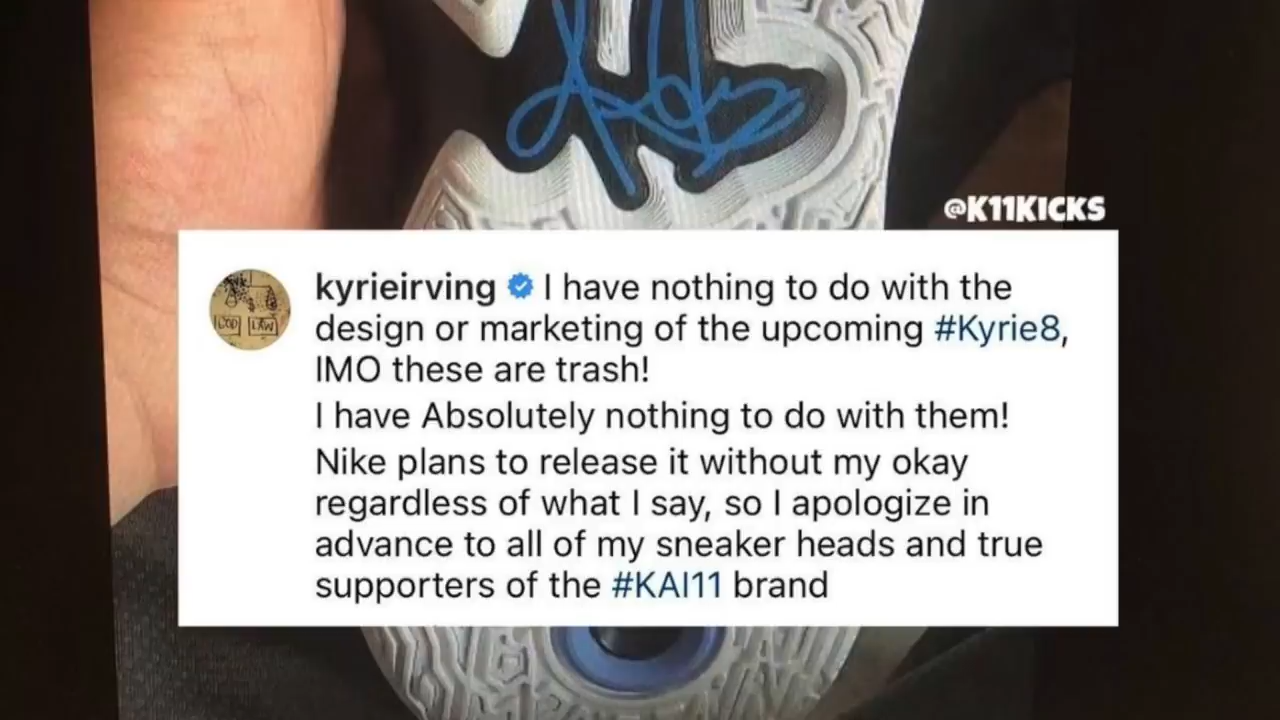 @K11KICKS
kyrieirving I have nothing to do with the
design or marketing of the upcoming #Kyrie8,
IMO these are trash!
I have Absolutely nothing to do with them!
Nike plans to release it without my okay
regardless of what I say, so I apologize in
advance to all of my sneaker heads and true
supporters of the #KAI11 brand